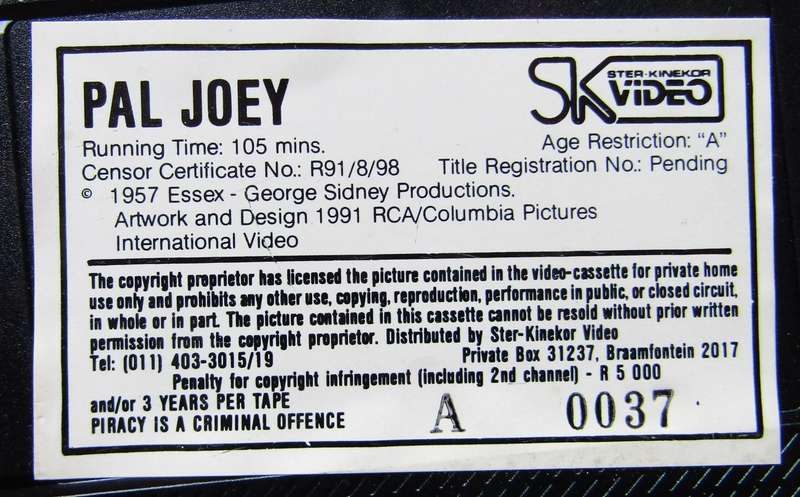 PAL JOEY
SK STER·KINEKOR VIDEO
Running Time: 105 mins.
Age Restriction: "A"
Censor Certificate No.: R91/8/98
Title Registration No.: Pending
© 1957 Essex - George Sidney Productions.
Artwork and Design 1991 RCA/Columbia Pictures
International Video
The copyright proprietor has licensed the picture contained in the video-cassette for private home
use only and prohibits any other use, copying, reproduction, performance in public, or closed circuit,
in whole or in part. The picture contained in this cassette cannot be resold without prior written
permission from the copyright proprietor. Distributed by Ster-Kinekor Video
Tel: (011) 403-3015/19 Private Box 31237, Braamfontein 2017
Penalty for copyright infringement (including 2nd channel) - R 5 000
and/or 3 YEARS PER TAPE
PIRACY IS A CRIMINAL OFFENCE
A 0037